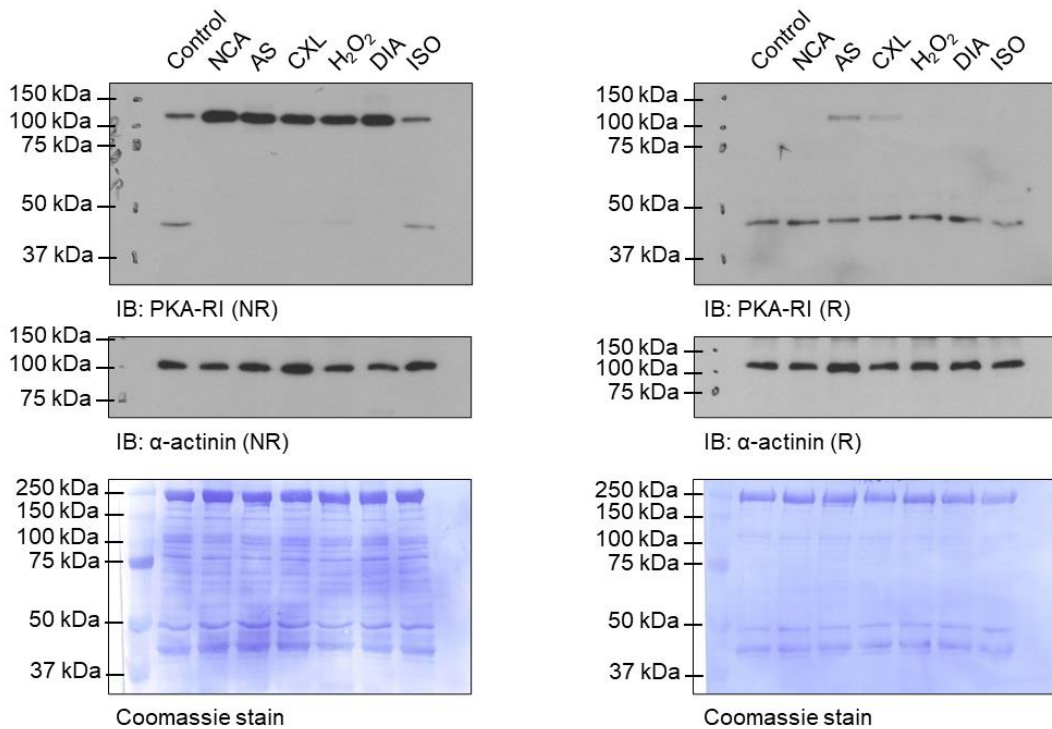 Control NCA AS CXL H₂O₂ DIA ISO
150 kDa
100 kDa
75 kDa
50 kDa
37 kDa
IB: PKA-RI (NR)
150 kDa
100 kDa
75 kDa
IB: α-actinin (NR)
250 kDa
150 kDa
100 kDa
75 kDa
50 kDa
37 kDa
Coomassie stain
Control NCA AS CXL H₂O₂ DIA ISO
150 kDa
100 kDa
75 kDa
50 kDa
37 kDa
IB: PKA-RI (R)
150 kDa
100 kDa
75 kDa
IB: α-actinin (R)
250 kDa
150 kDa
100 kDa
75 kDa
50 kDa
37 kDa
Coomassie stain